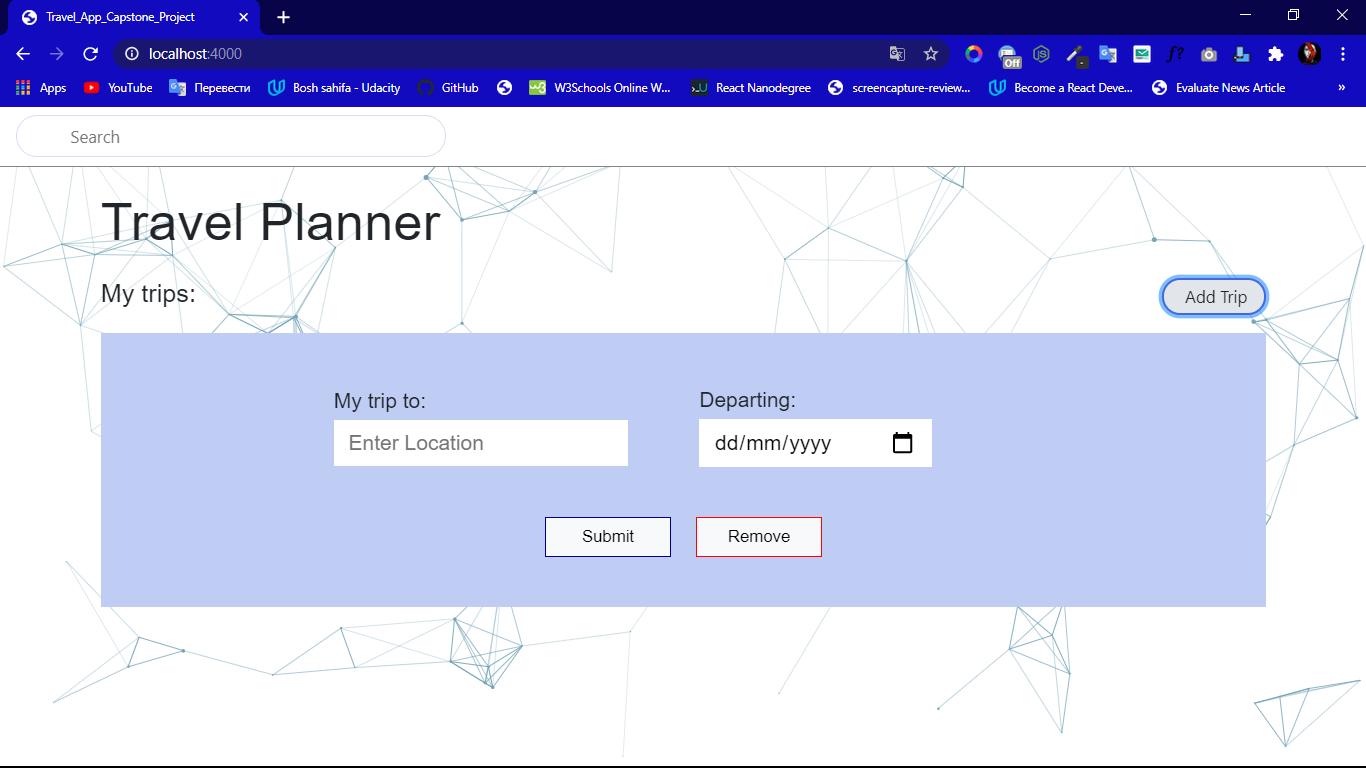 Travel_App_Capstone_Project
localhost:4000
Off
Apps YouTube Перевести Bosh sahifa - Udacity GitHub W3Schools Online W... React Nanodegree screencapture-review... Become a React Deve... Evaluate News Article »
Search
Travel Planner
My trips: Add Trip
My trip to: Departing:
Enter Location dd/mm/yyyy
Submit Remove